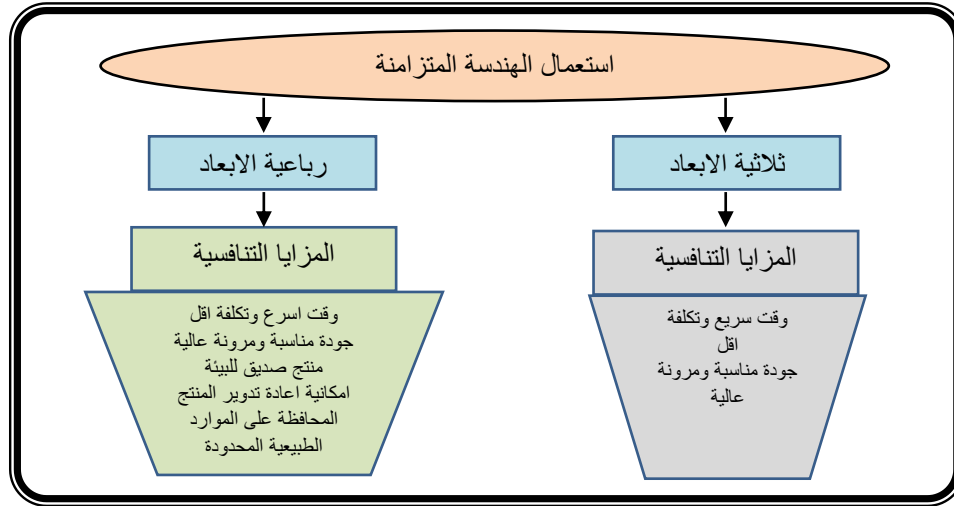 استعمال الهندسة المتزامنة
ثلاثية الابعاد
المزايا التنافسية
وقت سريع وتكلفة
اقل
جودة مناسبة ومرونة
عالية
رباعية الابعاد
المزايا التنافسية
وقت اسرع وتكلفة اقل
جودة مناسبة ومرونة عالية
منتج صديق للبيئة
امكانية اعادة تدوير المنتج
المحافظة على الموارد
الطبيعية المحدودة